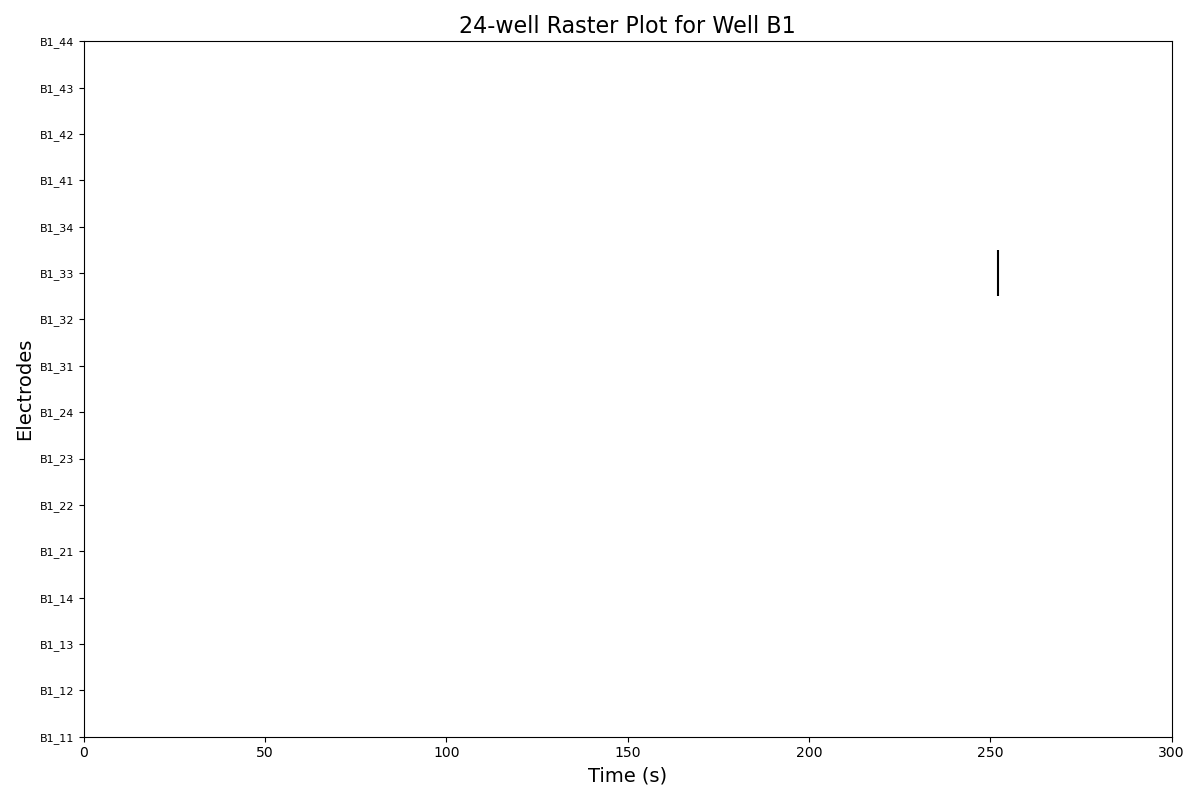 24-well Raster Plot for Well B1
Electrodes
B1_44
B1_43
B1_42
B1_41
B1_34
B1_33
B1_32
B1_31
B1_24
B1_23
B1_22
B1_21
B1_14
B1_13
B1_12
B1_11
0 50 100 150 200 250 300
Time (s)